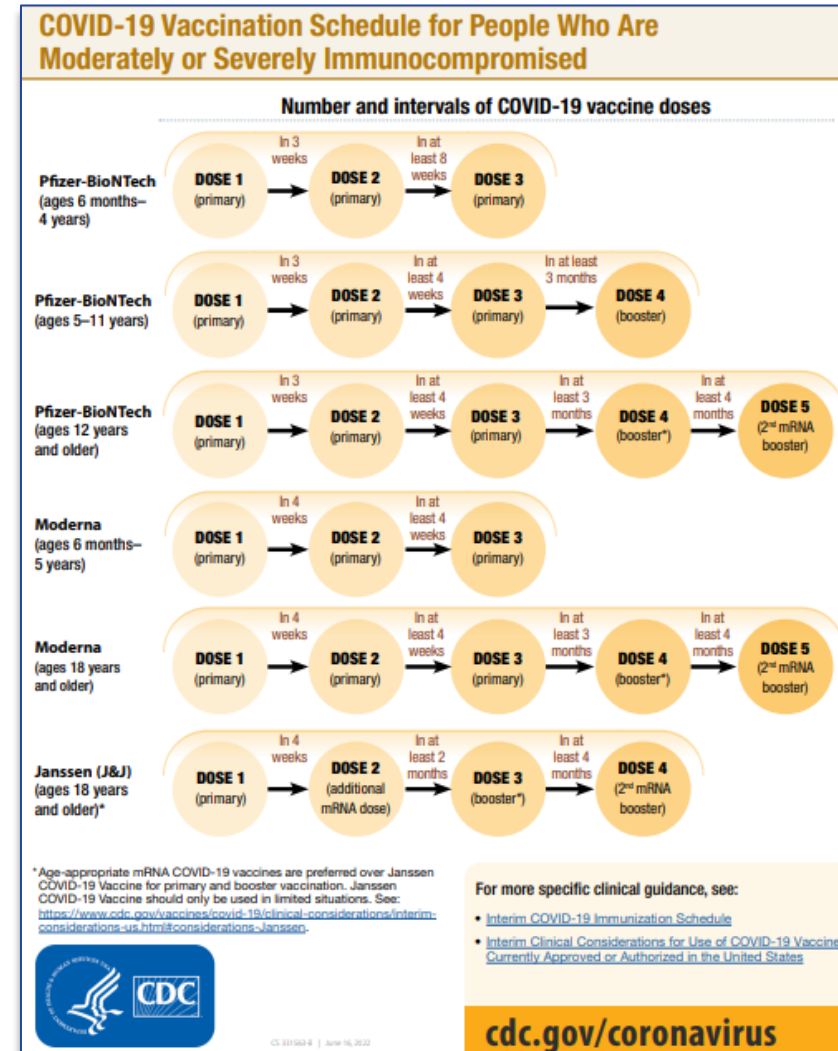 COVID-19 Vaccination Schedule for People Who Are
Moderately or Severely Immunocompromised
Number and intervals of COVID-19 vaccine doses
Pfizer-BioNTech
(ages 6 months–
4 years)
DOSE 1
(primary)
In 3
weeks
DOSE 2
(primary)
In at
least 8
weeks
DOSE 3
(primary)
Pfizer-BioNTech
(ages 5–11 years)
DOSE 1
(primary)
In 3
weeks
DOSE 2
(primary)
In at
least 4
weeks
DOSE 3
(primary)
In at least
3 months
DOSE 4
(booster)
Pfizer-BioNTech
(ages 12 years
and older)
DOSE 1
(primary)
In 3
weeks
DOSE 2
(primary)
In at
least 4
weeks
DOSE 3
(primary)
In at
least 3
months
DOSE 4
(booster*)
In at
least 4
months
DOSE 5
(2nd mRNA
booster)
Moderna
(ages 6 months–
5 years)
DOSE 1
(primary)
In 4
weeks
DOSE 2
(primary)
In at
least 4
weeks
DOSE 3
(primary)
Moderna
(ages 18 years
and older)
DOSE 1
(primary)
In 4
weeks
DOSE 2
(primary)
In at
least 4
weeks
DOSE 3
(primary)
In at
least 3
months
DOSE 4
(booster*)
In at
least 4
months
DOSE 5
(2nd mRNA
booster)
Janssen (J&J)
(ages 18 years
and older)*
DOSE 1
(primary)
In 4
weeks
DOSE 2
(additional
mRNA dose)
In at
least 2
months
DOSE 3
(booster*)
In at
least 4
months
DOSE 4
(2nd mRNA
booster)
*Age-appropriate mRNA COVID-19 vaccines are preferred over Janssen
COVID-19 Vaccine for primary and booster vaccination. Janssen
COVID-19 Vaccine should only be used in limited situations. See:
https://www.cdc.gov/vaccines/covid-19/clinical-considerations/interim-
considerations-us.html#considerations-Janssen.
For more specific clinical guidance, see:
• Interim COVID-19 Immunization Schedule
• Interim Clinical Considerations for Use of COVID-19 Vaccine
Currently Approved or Authorized in the United States
CDC
June 16, 2022
cdc.gov/coronavirus